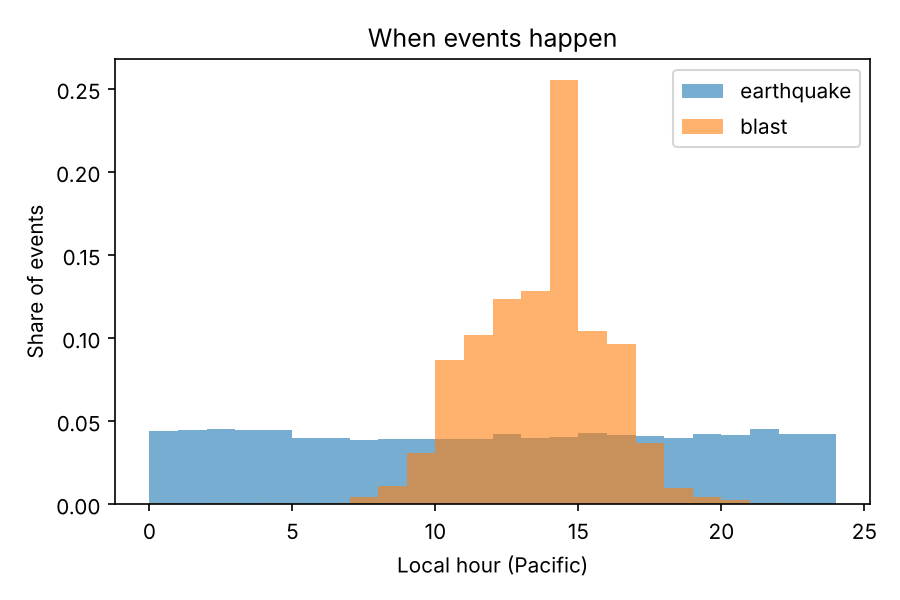 When events happen
earthquake
blast
Share of events
0.25
0.20
0.15
0.10
0.05
0.00
0 5 10 15 20 25
Local hour (Pacific)